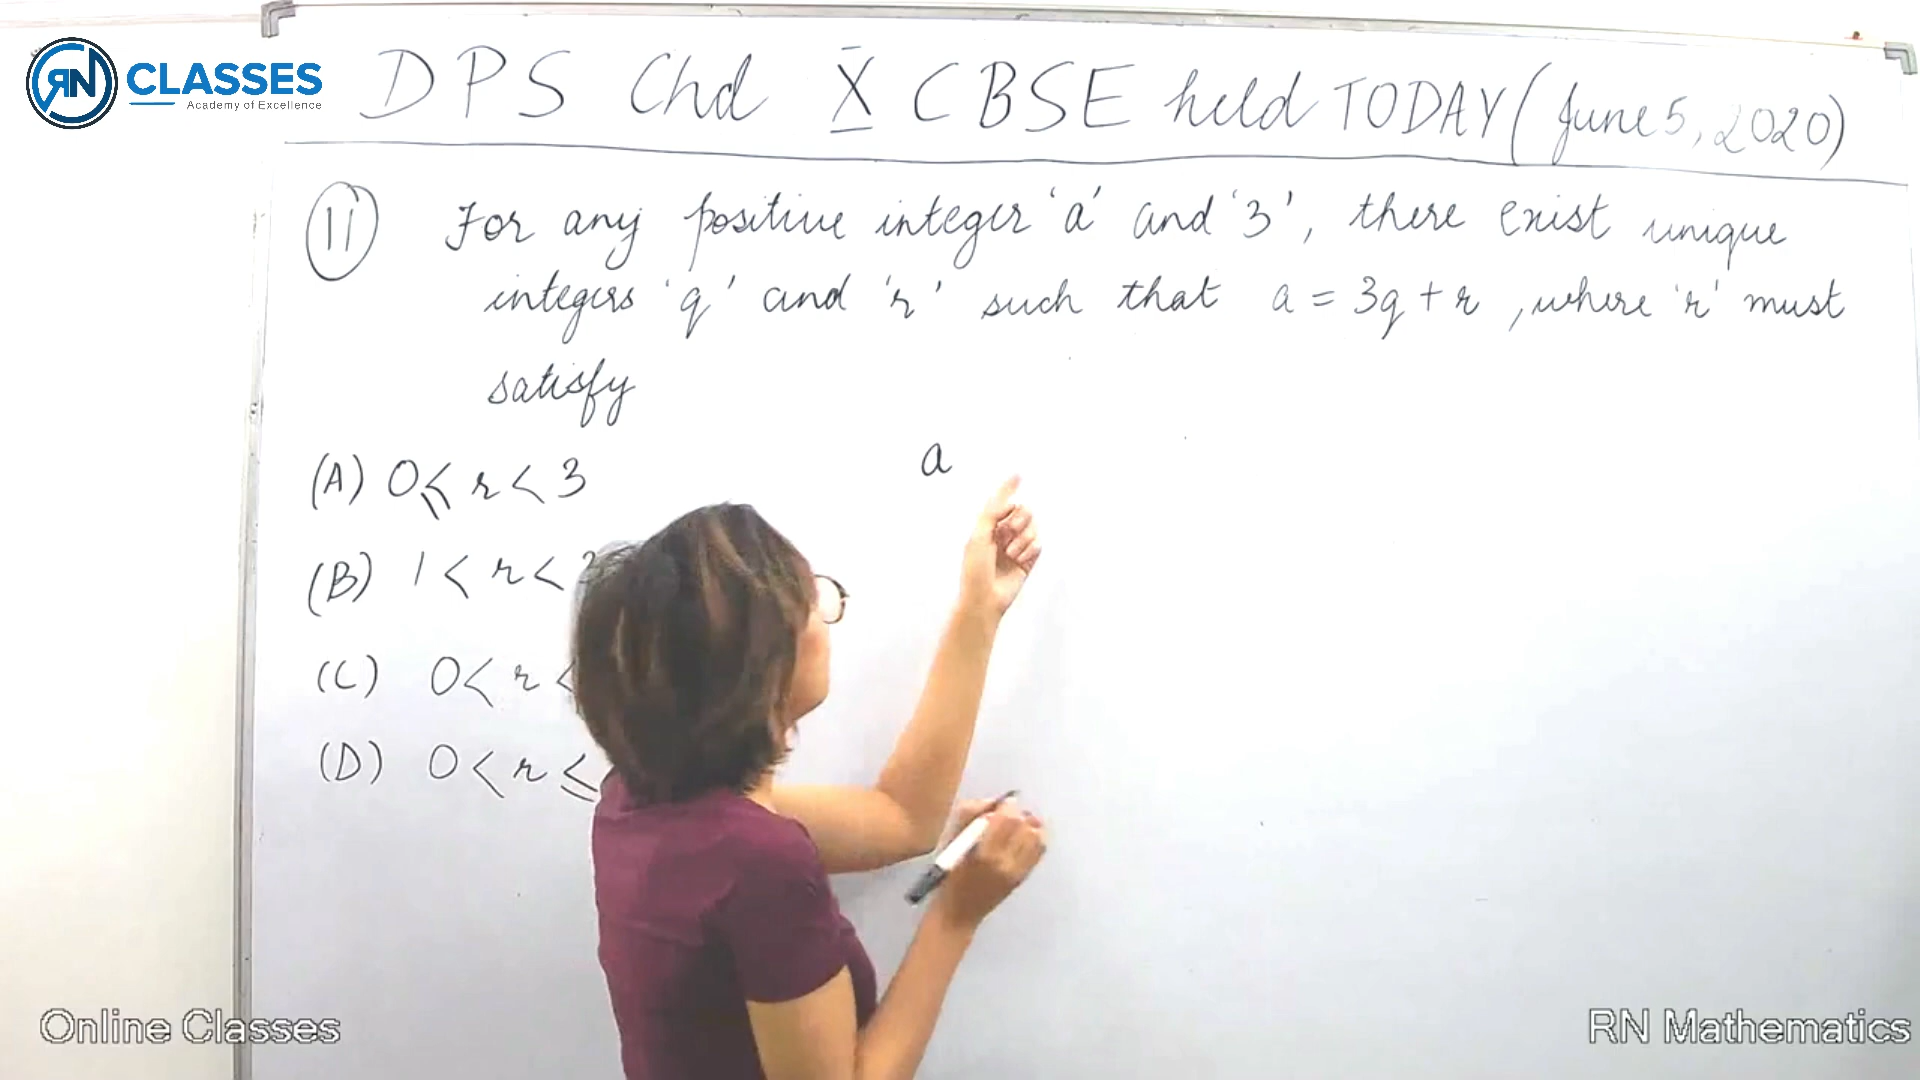 RN CLASSES
Academy of Excellence
DPS Chd X CBSE held TODAY (June 5, 2020)
11 For any positive integer 'a' and '3', there exist unique
integers 'q' and 'r' such that a = 3q + r , where 'r' must
satisfy
(A) 0 ≤ r < 3
a
(B) 1 < r <
(C) 0 < r <
(D) 0 < r ≤
Online Classes
RN Mathematics